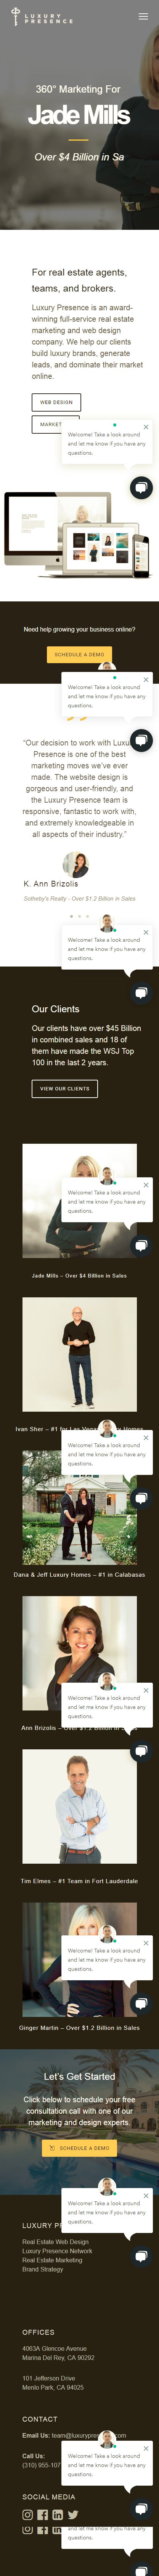 LUXURY
PRESENCE
360° Marketing For
Jade Mills
Over $4 Billion in Sa
For real estate agents,
teams, and brokers.
Luxury Presence is an award-
winning full-service real estate
marketing and web design
company. We help our clients
build luxury brands, generate
leads, and dominate their market
online.
WEB DESIGN
MARKET
Welcome! Take a look around
and let me know if you have any
questions.
Need help growing your business online?
SCHEDULE A DEMO
Welcome! Take a look around
and let me know if you have any
questions.
“Our decision to work with Luxury
Presence is one of the best
marketing moves we’ve ever
made. The website design is
gorgeous and user-friendly, and
the Luxury Presence team is
responsive, fantastic to work with,
and extremely knowledgeable in
all aspects of their industry.”
K. Ann Brizolis
Sotheby's Realty - Over $1.2 Billion in Sales
Welcome! Take a look around
and let me know if you have any
questions.
Our Clients
Our clients have over $45 Billion
in combined sales and 18 of
them have made the WSJ Top
100 in the last 2 years.
VIEW OUR CLIENTS
Welcome! Take a look around
and let me know if you have any
questions.
Jade Mills – Over $4 Billion in Sales
Ivan Sher – #1 for Las Vegas Luxury Homes
Welcome! Take a look around
and let me know if you have any
questions.
Dana & Jeff Luxury Homes – #1 in Calabasas
Welcome! Take a look around
and let me know if you have any
questions.
Ann Brizolis – Over $1.2 Billion in Sales
Tim Elmes – #1 Team in Fort Lauderdale
Welcome! Take a look around
and let me know if you have any
questions.
Ginger Martin – Over $1.2 Billion in Sales
Let’s Get Started
Click below to schedule your free
consultation call with one of our
marketing and design experts.
SCHEDULE A DEMO
Welcome! Take a look around
and let me know if you have any
questions.
LUXURY
Real Estate Web Design
Luxury Presence Network
Real Estate Marketing
Brand Strategy
OFFICES
4063A Glencoe Avenue
Marina Del Rey, CA 90292
101 Jefferson Drive
Menlo Park, CA 94025
CONTACT
Email Us: team@luxurypresence.com
Call Us:
(310) 955-107
Welcome! Take a look around
and let me know if you have any
questions.
SOCIAL MEDIA
and let me know if you have any
questions.